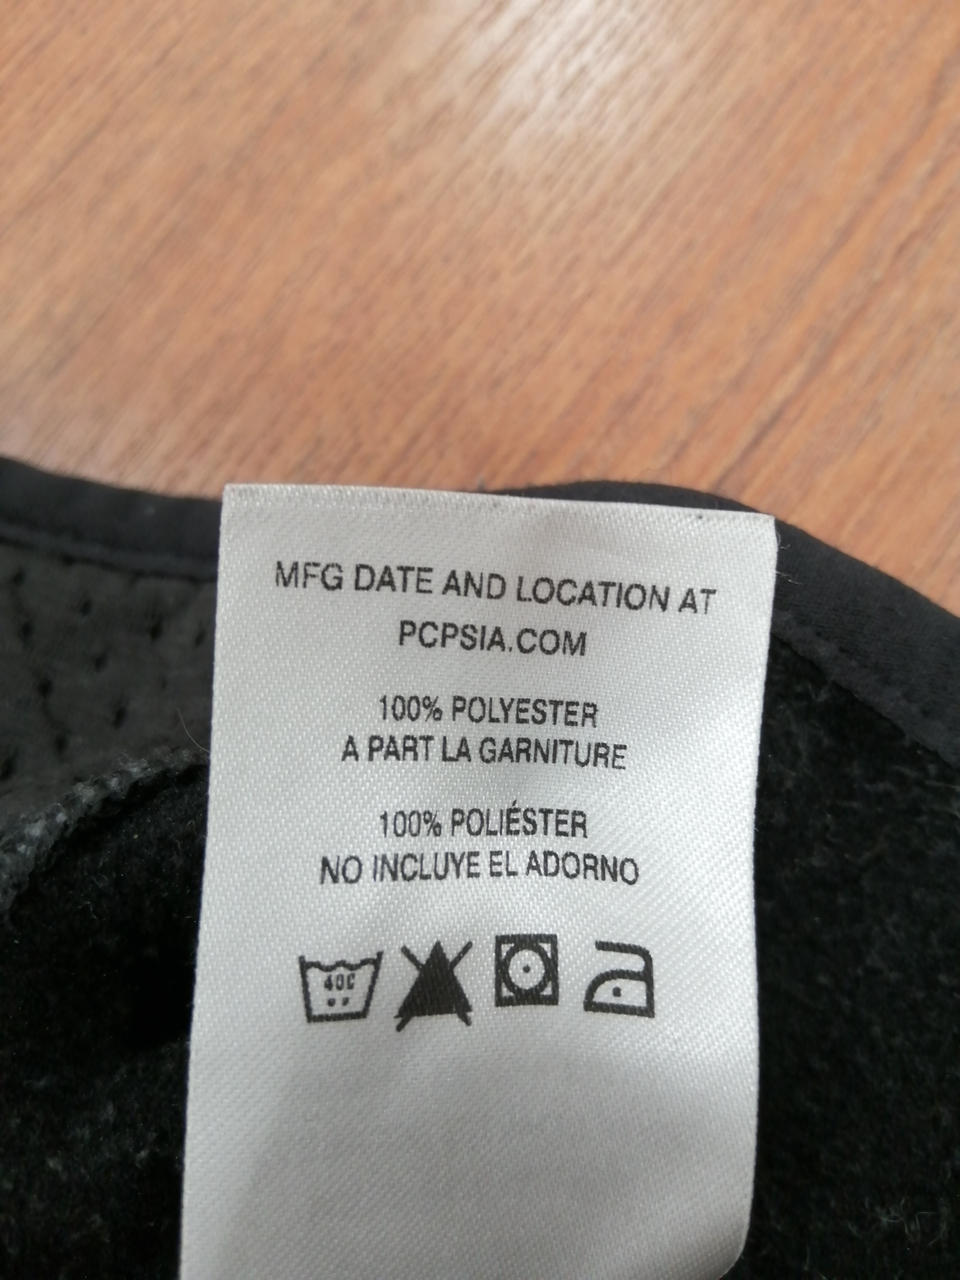 MFG DATE AND LOCATION AT
PCPSIA.COM
100% POLYESTER
A PART LA GARNITURE
100% POLIÉSTER
NO INCLUYE EL ADORNO
40C